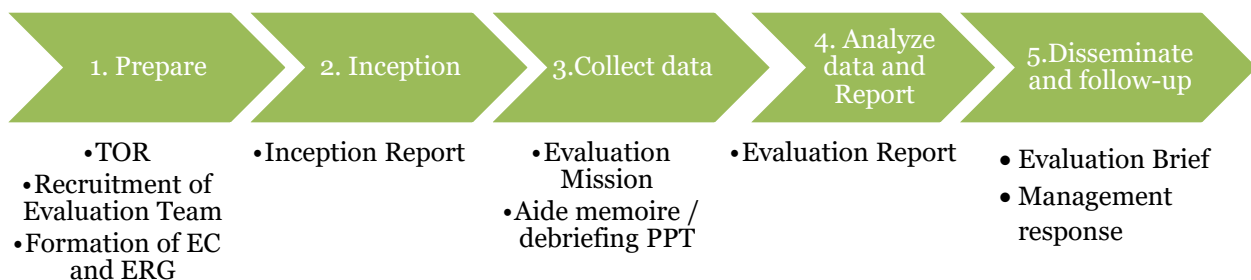 1. Prepare
•TOR
•Recruitment of
Evaluation Team
•Formation of EC
and ERG
2. Inception
•Inception Report
3.Collect data
•Evaluation
Mission
•Aide memoire /
debriefing PPT
4. Analyze
data and
Report
•Evaluation Report
5.Disseminate
and follow-up
• Evaluation Brief
• Management
response